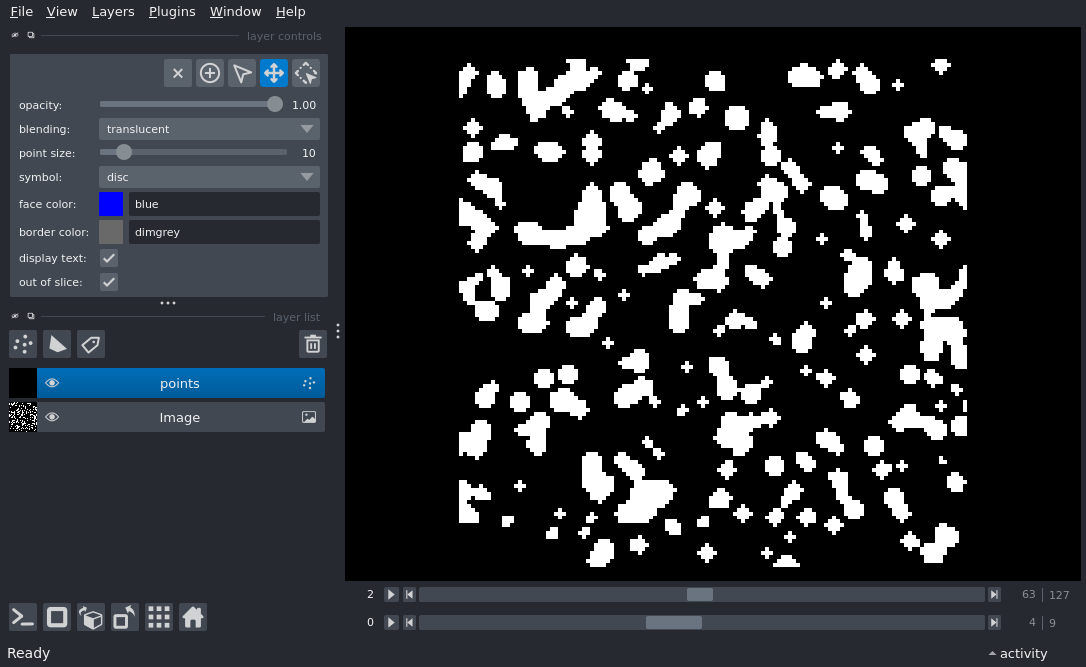 File View Layers Plugins Window Help
layer controls
opacity: 1.00
blending: translucent
point size: 10
symbol: disc
face color: blue
border color: dimgrey
display text:
out of slice:
layer list
points
Image
2 63 127
0 4 9
Ready activity